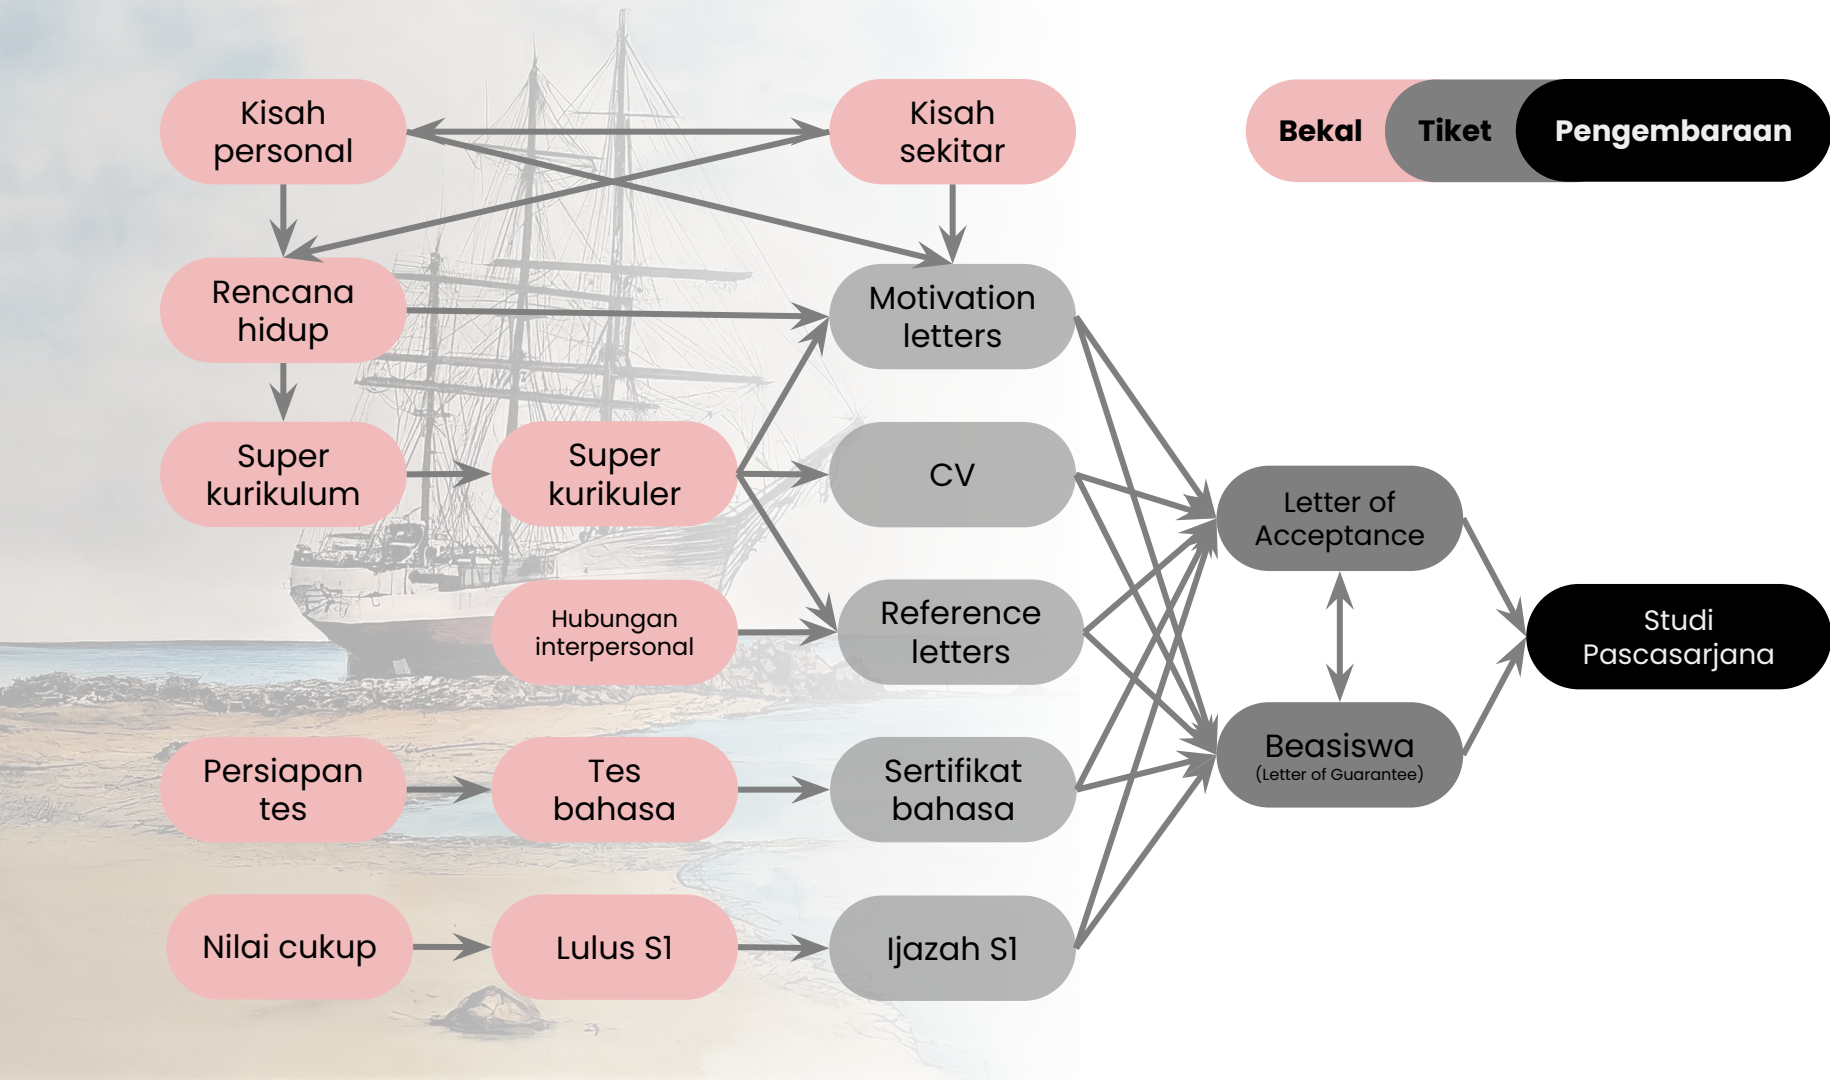 Kisah
personal
Kisah
sekitar
Bekal
Tiket
Pengembaraan
Rencana
hidup
Motivation
letters
Super
kurikulum
Super
kurikuler
CV
Letter of
Acceptance
Hubungan
interpersonal
Reference
letters
Studi
Pascasarjana
Persiapan
tes
Tes
bahasa
Sertifikat
bahasa
Beasiswa
(Letter of Guarantee)
Nilai cukup
Lulus S1
Ijazah S1